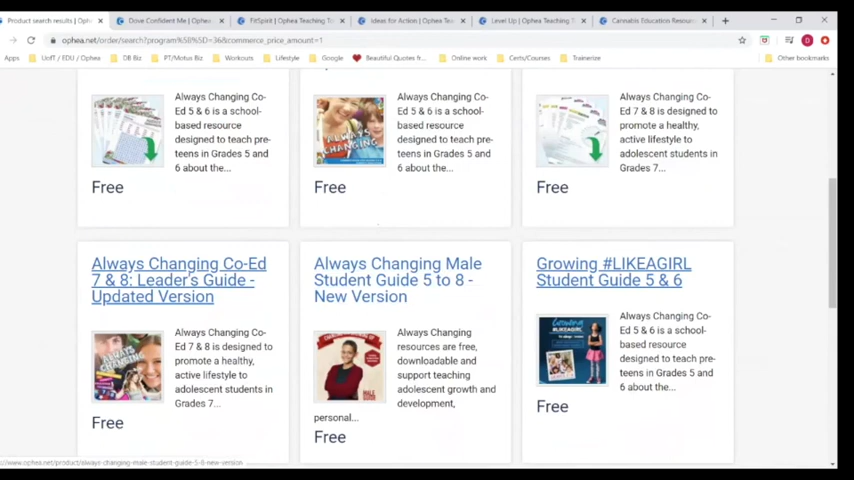 Product search results | Ophea
Dove Confident Me | Ophea
FitSpirit | Ophea Teaching To
Ideas for Action | Ophea Tea
Level Up | Ophea Teaching T
Cannabis Education Resourc
ophea.net/order/search?program%5B%5D=36&commerce_price_amount=1
Apps UofT / EDU / Ophea DB Biz PT/Motus Biz Workouts Lifestyle Google Beautiful Quotes fr... Online work Certs/Courses Trainerize Other bookmarks
Always Changing Co-
Ed 5 & 6 is a school-
based resource
designed to teach pre-
teens in Grades 5 and
6 about the...
Free
Always Changing Co-
Ed 5 & 6 is a school-
based resource
designed to teach pre-
teens in Grades 5 and
6 about the...
ALWAYS CHANGING
Free
Always Changing Co-
Ed 7 & 8 is designed to
promote a healthy,
active lifestyle to
adolescent students in
Grades 7...
Free
Always Changing Co-Ed
7 & 8: Leader's Guide -
Updated Version
ALWAYS CHANGING
Always Changing Co-
Ed 7 & 8 is designed to
promote a healthy,
active lifestyle to
adolescent students in
Grades 7...
Free
Always Changing Male
Student Guide 5 to 8 -
New Version
Always Changing
resources are free,
downloadable and
support teaching
adolescent growth and
development,
personal...
Free
Growing #LIKEAGIRL
Student Guide 5 & 6
Growing
#LIKEAGIRL
Always Changing Co-
Ed 5 & 6 is a school-
based resource
designed to teach pre-
teens in Grades 5 and
6 about the...
Free
www.ophea.net/product/always-changing-male-student-guide-5-8-new-version